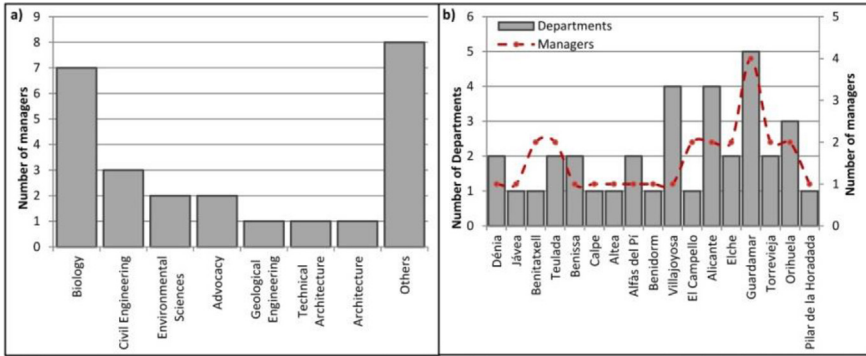 a)
9
8
7
6
5
4
3
2
1
0
Number of managers
Biology
Civil Engineering
Environmental
Sciences
Advocacy
Geological
Engineering
Technical
Architecture
Architecture
Others
b)
Departments
Managers
6
5
4
3
2
1
0
Number of Departments
5
4
3
2
1
0
Number of managers
Dénia
Jávea
Benitatxell
Teulada
Benissa
Calpe
Altea
Alfàs del Pí
Benidorm
Villajoyosa
El Campello
Alicante
Elche
Guardamar
Torrevieja
Orihuela
Pilar de la Horadada